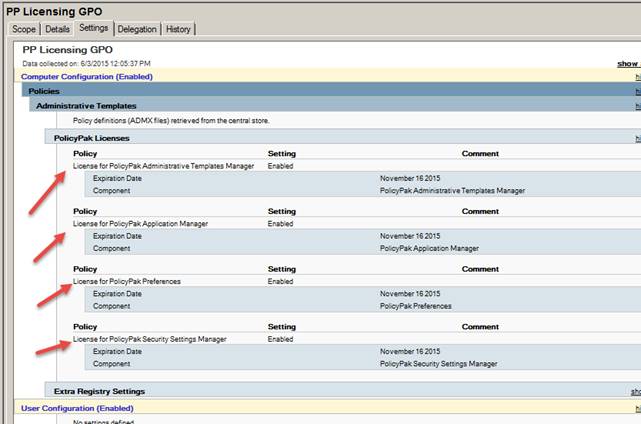 PP Licensing GPO
Scope Details Settings Delegation History
PP Licensing GPO
Data collected on: 6/3/2015 12:05:37 PM show
Computer Configuration (Enabled)
Policies
Administrative Templates
Policy definitions (ADMX files) retrieved from the central store.
PolicyPak Licenses
Policy Setting Comment
License for PolicyPak Administrative Templates Manager Enabled
Expiration Date November 16 2015
Component PolicyPak Administrative Templates Manager
Policy Setting Comment
License for PolicyPak Application Manager Enabled
Expiration Date November 16 2015
Component PolicyPak Application Manager
Policy Setting Comment
License for PolicyPak Preferences Enabled
Expiration Date November 16 2015
Component PolicyPak Preferences
Policy Setting Comment
License for PolicyPak Security Settings Manager Enabled
Expiration Date November 16 2015
Component PolicyPak Security Settings Manager
Extra Registry Settings
User Configuration (Enabled)
No settings defined